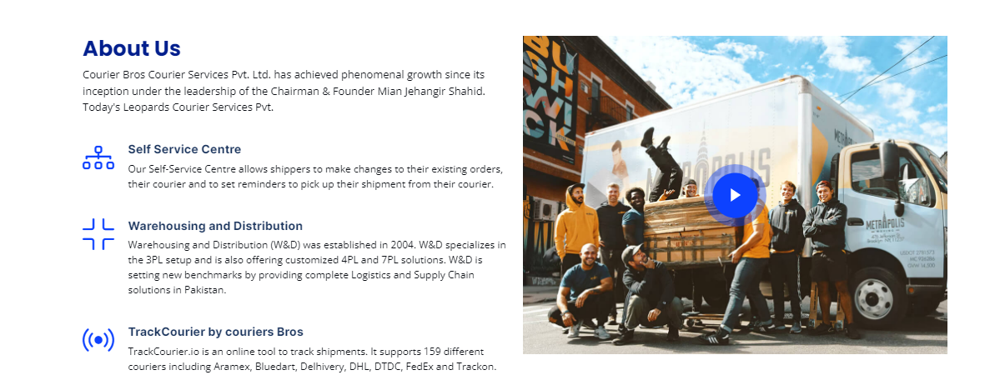 About Us
Courier Bros Courier Services Pvt. Ltd. has achieved phenomenal growth since its
inception under the leadership of the Chairman & Founder Mian Jehangir Shahid.
Today's Leopards Courier Services Pvt.
Self Service Centre
Our Self-Service Centre allows shippers to make changes to their existing orders,
their courier and to set reminders to pick up their shipment from their courier.
Warehousing and Distribution
Warehousing and Distribution (W&D) was established in 2004. W&D specializes in
the 3PL setup and is also offering customized 4PL and 7PL solutions. W&D is
setting new benchmarks by providing complete Logistics and Supply Chain
solutions in Pakistan.
TrackCourier by couriers Bros
TrackCourier.io is an online tool to track shipments. It supports 159 different
couriers including Aramex, Bluedart, Delhivery, DHL, DTDC, FedEx and Trackon.
BU
SH
WI
CK
METROPOLIS
METROPOLIS
METROPOLIS